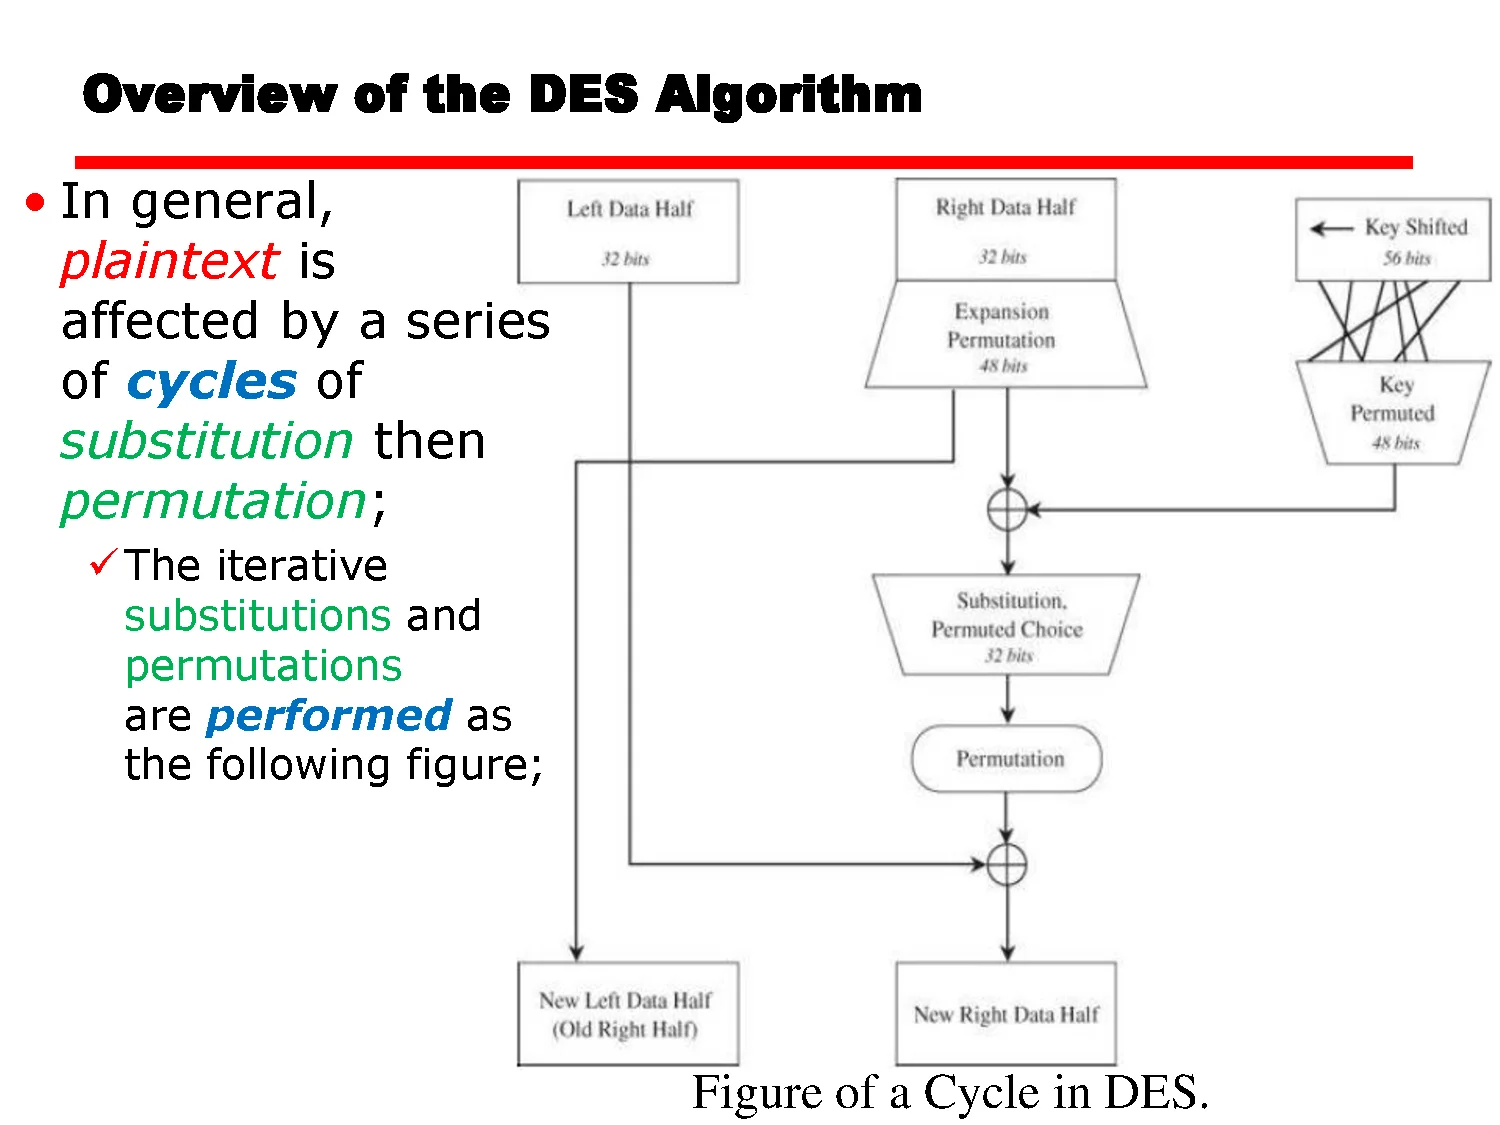 Overview of the DES Algorithm
• In general,
plaintext is
affected by a series
of cycles of
substitution then
permutation;
✓ The iterative
substitutions and
permutations
are performed as
the following figure;
Left Data Half
32 bits
Right Data Half
32 bits
Expansion
Permutation
48 bits
Key Shifted
56 bits
Key
Permuted
48 bits
Substitution,
Permuted Choice
32 bits
Permutation
New Left Data Half
(Old Right Half)
New Right Data Half
Figure of a Cycle in DES.